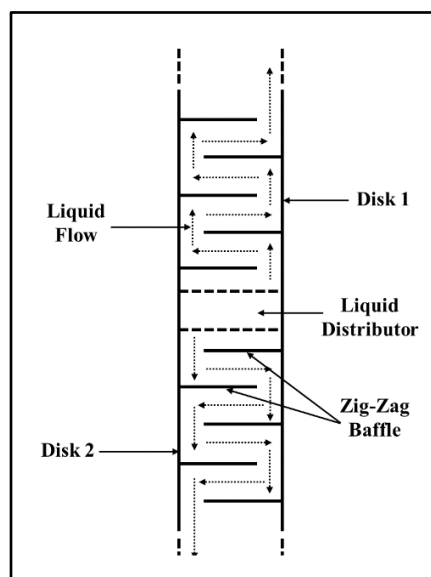 Disk 1
Liquid
Flow
Liquid
Distributor
Zig-Zag
Baffle
Disk 2